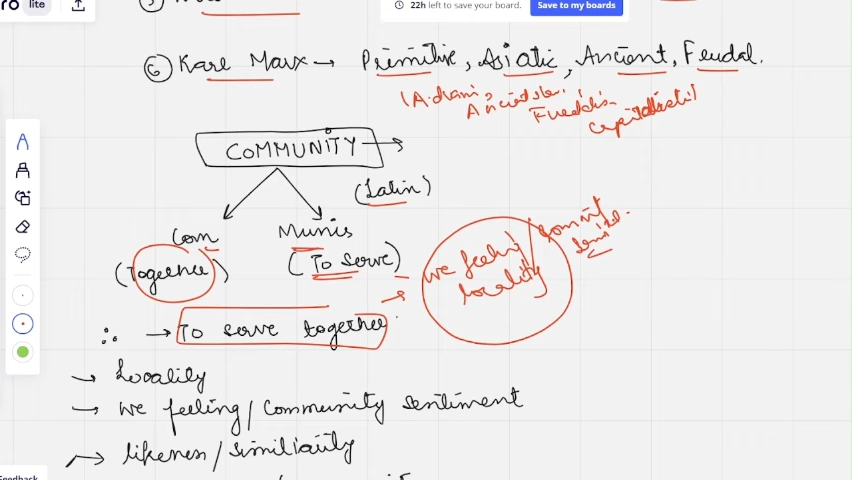 ro lite
22h left to save your board. Save to my boards
⑥ Karl Marx → Primitive, Asiatic, Ancient, Feudal.
COMMUNITY →
(Latin)
Com Munis
(Together) (To serve)
we feeling/
locality
∴ → To serve together
→ Locality
→ we feeling/Community sentiment
→ likeness/similiarity
Feedback